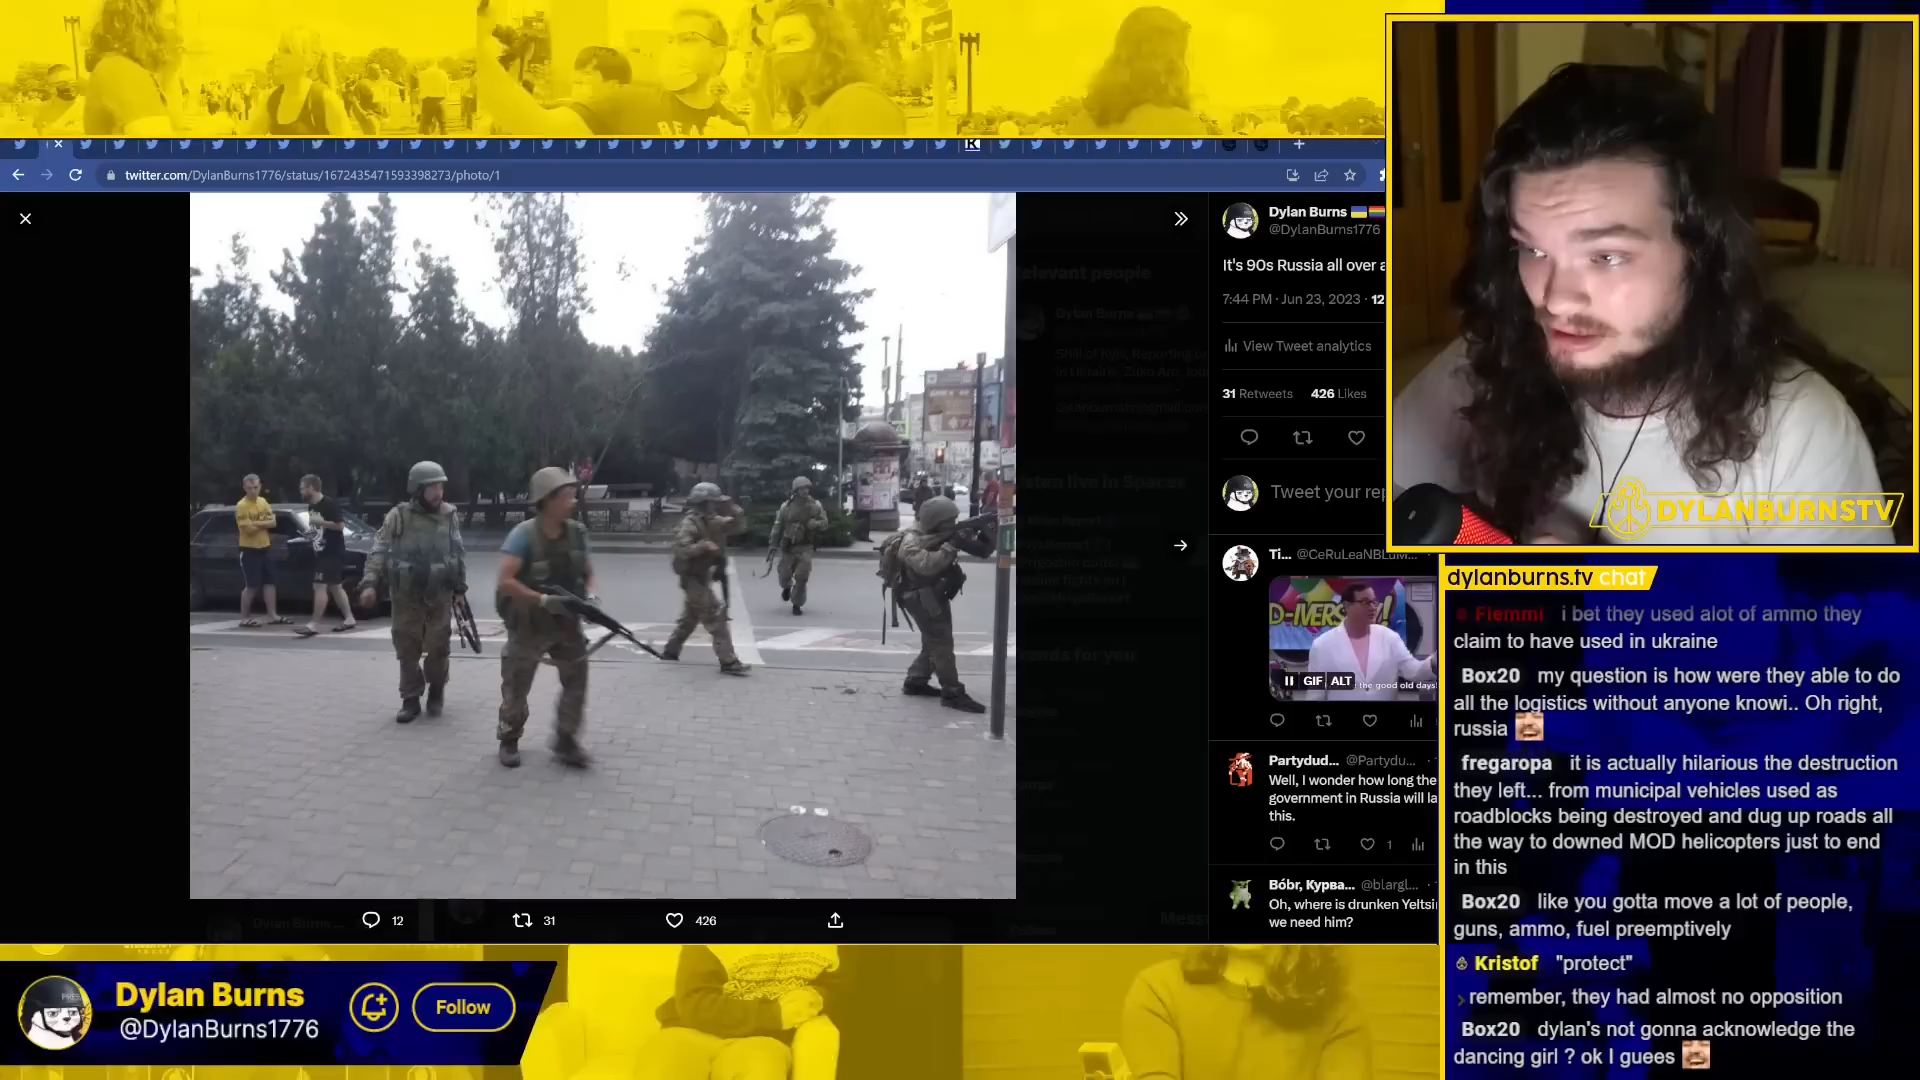 twitter.com/DylanBurns1776/status/1672435471593398273/photo/1
Relevant people
Dylan Burns
@DylanBurns1776
It's 90s Russia all over a
7:44 PM · Jun 23, 2023 · 12
View Tweet analytics
31 Retweets 426 Likes
Tweet your rep
Ti... @CeRuLeaNBLuM...
D-IVERS !
GIF ALT
the good old days!
Partydud... @Partydu...
Well, I wonder how long the
government in Russia will la
this.
1
Bóbr, Курва... @blargl...
Oh, where is drunken Yeltsi
we need him?
12 31 426
DYLANBURNSTV
dylanburns.tv chat
Flemmi i bet they used alot of ammo they
claim to have used in ukraine
Box20 my question is how were they able to do
all the logistics without anyone knowi.. Oh right,
russia
fregaropa it is actually hilarious the destruction
they left... from municipal vehicles used as
roadblocks being destroyed and dug up roads all
the way to downed MOD helicopters just to end
in this
Box20 like you gotta move a lot of people,
guns, ammo, fuel preemptively
Kristof "protect"
remember, they had almost no opposition
Box20 dylan's not gonna acknowledge the
dancing girl ? ok I guees
Dylan Burns
@DylanBurns1776
Follow